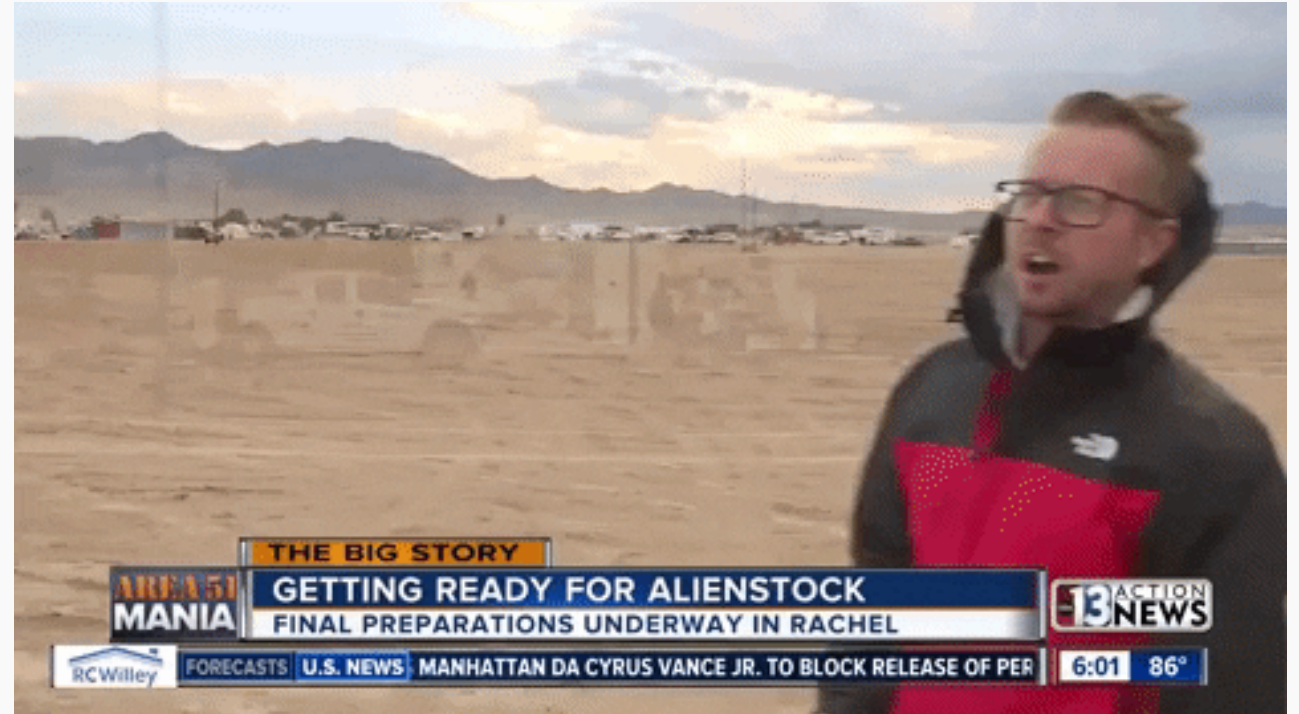 THE BIG STORY
AREA 51
MANIA
GETTING READY FOR ALIENSTOCK
FINAL PREPARATIONS UNDERWAY IN RACHEL
13 ACTION
NEWS
RCWilley
FORECASTS U.S. NEWS MANHATTAN DA CYRUS VANCE JR. TO BLOCK RELEASE OF PER
6:01 86°